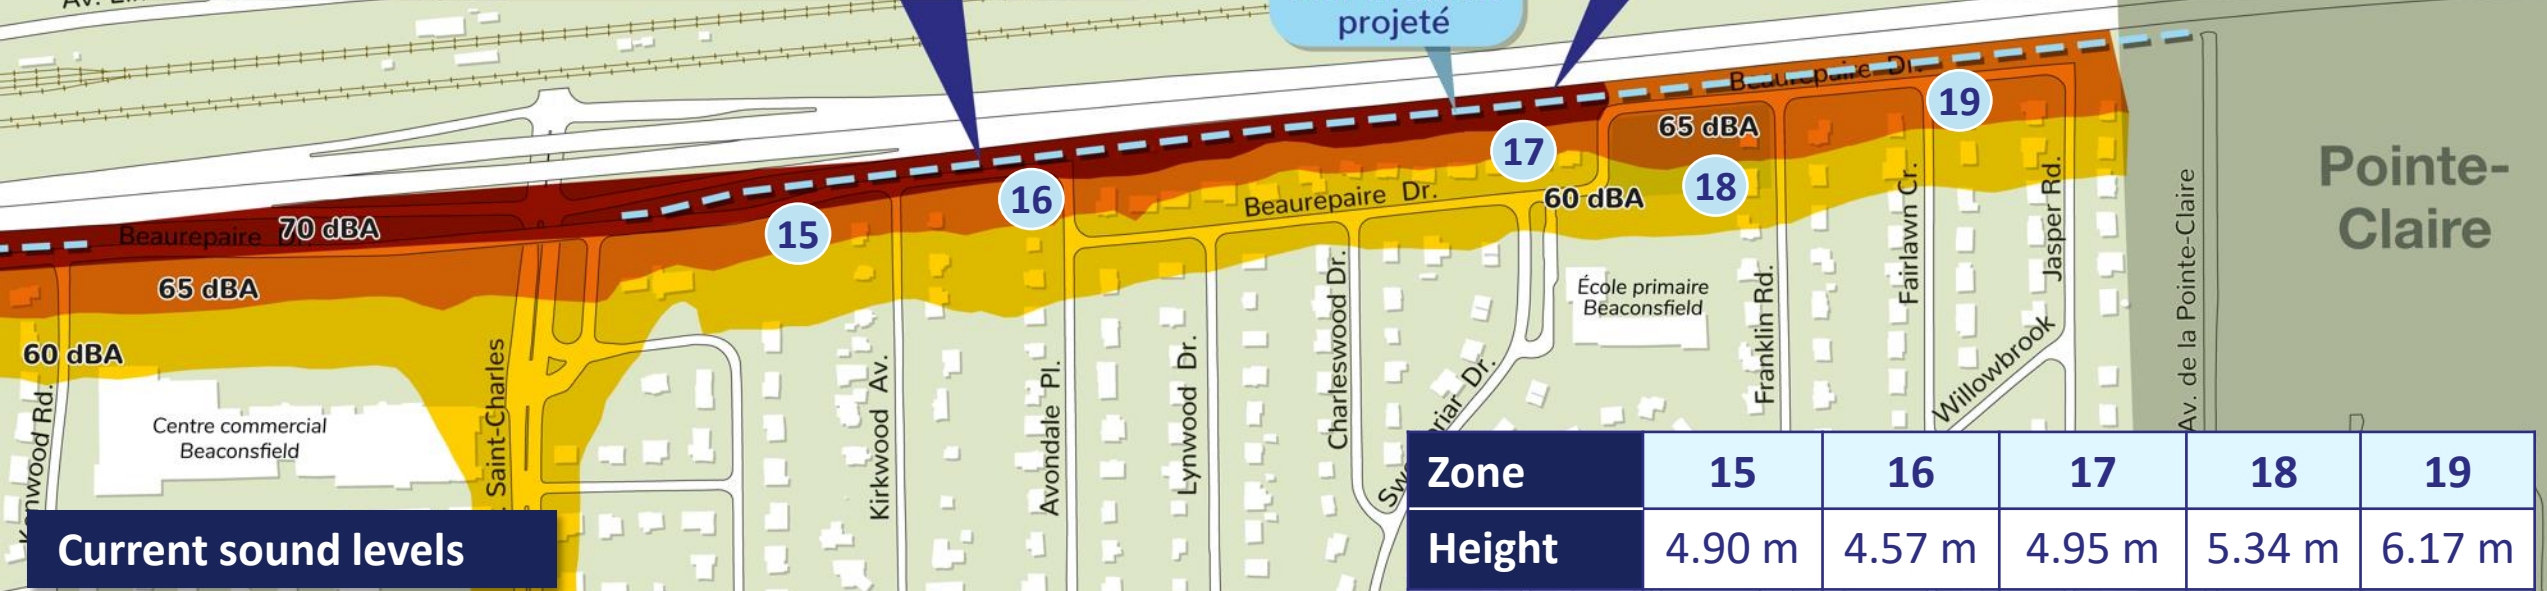 Av.
projeté
Beaurepaire Dr.
19
65 dBA
17
Pointe-
Claire
18
16
60 dBA
Beaurepaire Dr.
15
70 dBA
Beaurepaire
65 dBA
60 dBA
École primaire
Beaconsfield
Centre commercial
Beaconsfield
Kenwood Rd.
Saint-Charles
Kirkwood Av.
Avondale Pl.
Lynwood Dr.
Charleswood Dr.
Franklin Rd.
Fairlawn Cr.
Jasper Rd.
Willowbrook
Av. de la Pointe-Claire
Zone 15 16 17 18 19
Height 4.90 m 4.57 m 4.95 m 5.34 m 6.17 m
Current sound levels